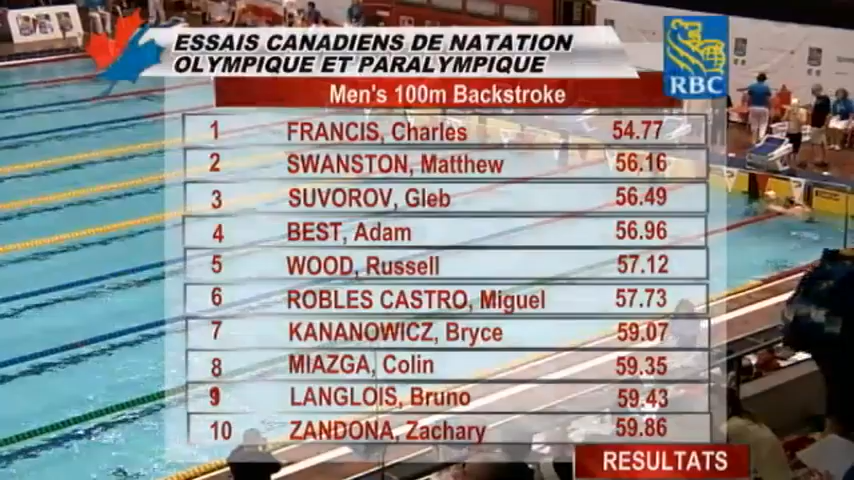 ESSAIS CANADIENS DE NATATION
OLYMPIQUE ET PARALYMPIQUE
RBC
Men's 100m Backstroke
1 FRANCIS, Charles 54.77
2 SWANSTON, Matthew 56.16
3 SUVOROV, Gleb 56.49
4 BEST, Adam 56.96
5 WOOD, Russell 57.12
6 ROBLES CASTRO, Miguel 57.73
7 KANANOWICZ, Bryce 59.07
8 MIAZGA, Colin 59.35
9 LANGLOIS, Bruno 59.43
10 ZANDONA, Zachary 59.86
RESULTATS